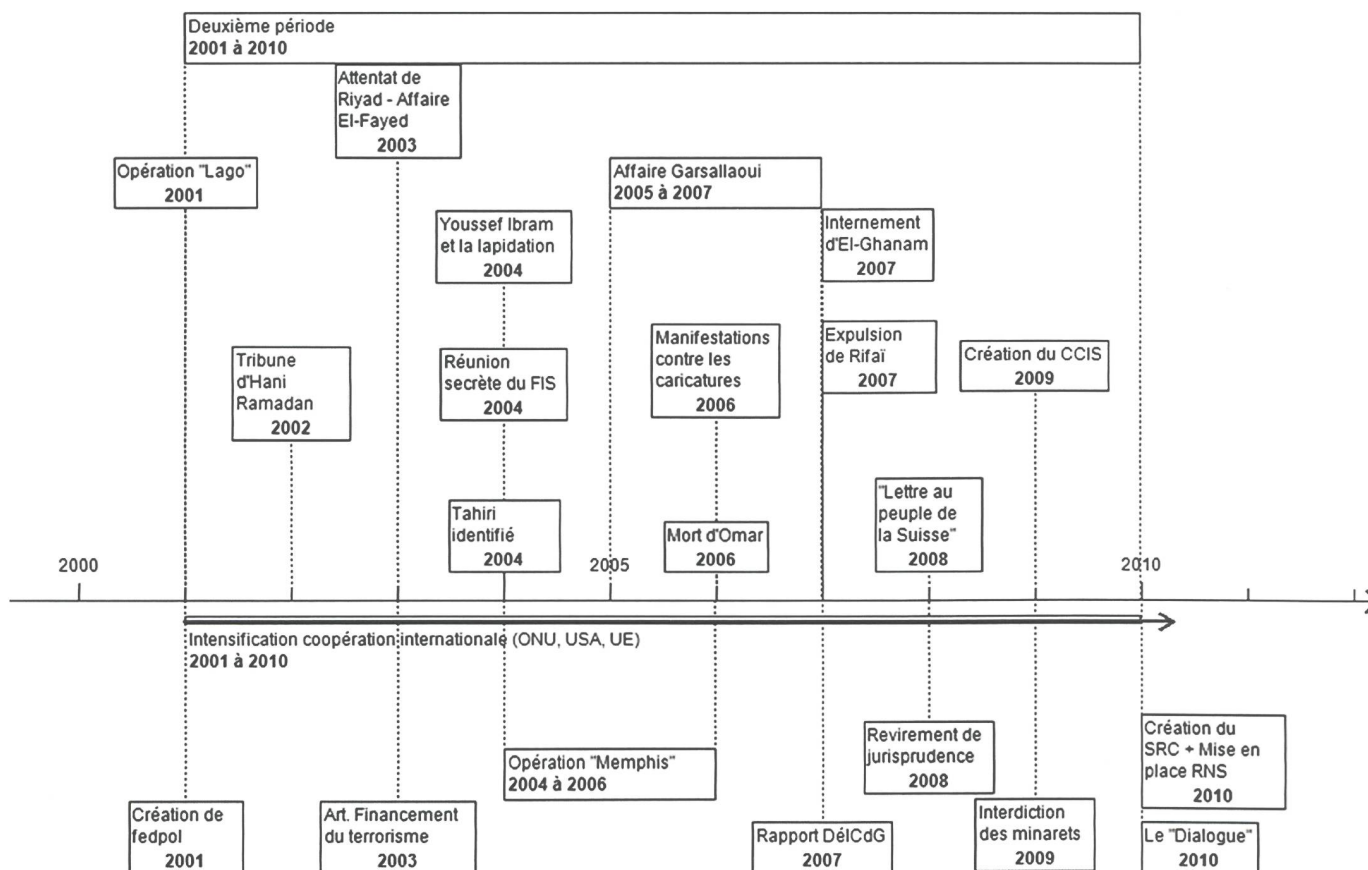 Deuxième période
2001 à 2010
Attentat de
Riyad - Affaire
El-Fayed
2003
Opération "Lago"
2001
Affaire Garsallaoui
2005 à 2007
Youssef Ibram
et la lapidation
2004
Internement
d'El-Ghanam
2007
Tribune
d'Hani
Ramadan
2002
Réunion
secrète du FIS
2004
Manifestations
contre les
caricatures
2006
Expulsion
de Rifaï
2007
Création du CCIS
2009
Tahiri
identifié
2004
Mort d'Omar
2006
"Lettre au
peuple de
la Suisse"
2008
2000
2005
2010
Intensification coopération internationale (ONU, USA, UE)
2001 à 2010
Opération "Memphis"
2004 à 2006
Revirement de
jurisprudence
2008
Création du
SRC + Mise en
place RNS
2010
Création de
fedpol
2001
Art. Financement
du terrorisme
2003
Rapport DélCdG
2007
Interdiction
des minarets
2009
Le "Dialogue"
2010